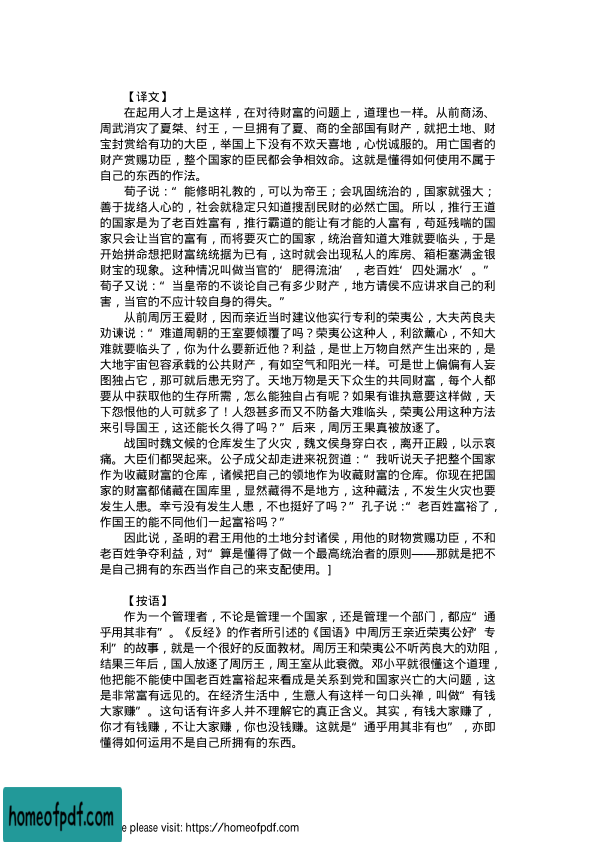 【译文】
在起用人才上是这样，在对待财富的问题上，道理也一样。从前商汤、
周武消灾了夏桀、纣王，一旦拥有了夏、商的全部国有财产，就把土地、财
宝封赏给有功的大臣，举国上下没有不欢天喜地，心悦诚服的。用亡国者的
财产赏赐功臣，整个国家的臣民都会争相效命。这就是懂得如何使用不属于
自己的东西的作法。
荀子说：“能修明礼教的，可以为帝王；会巩固统治的，国家就强大；
善于拢络人心的，社会就稳定只知道搜刮民财的必然亡国。所以，推行王道
的国家是为了老百姓富有，推行霸道的能让有才能的人富有，苟延残喘的国
家只会让当官的富有，而将要灭亡的国家，统治音知道大难就要临头，于是
开始拼命想把财富统统据为已有，这时就会出现私人的库房、箱柜塞满金银
财宝的现象。这种情况叫做当官的‘肥得流油’，老百姓‘四处漏水’。”
荀子又说：“当皇帝的不谈论自己有多少财产，地方请侯不应讲求自己的利
害，当官的不应计较自身的得失。”
从前周厉王爱财，因而亲近当时建议他实行专利的荣夷公，大夫芮良夫
劝谏说：“难道周朝的王室要倾覆了吗？荣夷公这种人，利欲薰心，不知大
难就要临头了，你为什么要新近他？利益，是世上万物自然产生出来的，是
大地宇宙包容承载的公共财产，有如空气和阳光一样。可是世上偏偏有人妄
图独占它，那可就后患无穷了。天地万物是天下众生的共同财富，每个人都
要从中获取他的生存所需，怎么能独自占有呢？如果有谁执意要这样做，天
下怨恨他的人可就多了！人怨甚多而又不防备大难临头，荣夷公用这种方法
来引导国王，这还能长久得了吗？”后来，周厉王果真被放逐了。
战国时魏文候的仓库发生了火灾，魏文侯身穿白衣，离开正殿，以示哀
痛。大臣们都哭起来。公子成父却走进来祝贺道：“我听说天子把整个国家
作为收藏财富的仓库，诸候把自己的领地作为收藏财富的仓库。你现在把国
家的财富都储藏在国库里，显然藏得不是地方，这种藏法，不发生火灾也要
发生人患。幸亏没有发生人患，不也挺好了吗？”孔子说：“老百姓富裕了，
作国王的能不同他们一起富裕吗？”
因此说，圣明的君王用他的土地分封诸侯，用他的财物赏赐功臣，不和
老百姓争夺利益，对“算是懂得了做一个最高统治者的原则——那就是把不
是自己拥有的东西当作自己的来支配使用。]
【按语】
作为一个管理者，不论是管理一个国家，还是管理一个部门，都应“通
乎用其非有”。《反经》的作者所引述的《国语》中周厉王亲近荣夷公好“专
利”的故事，就是一个很好的反面教材。周厉王和荣夷公不听芮良夫的劝阻，
结果三年后，国人放逐了周厉王，周王室从此衰微。邓小平就很懂这个道理，
他把能不能使中国老百姓富裕起来看成是关系到党和国家兴亡的大问题，这
是非常富有远见的。在经济生活中，生意人有这样一句口头禅，叫做“有钱
大家赚”。这句话有许多人并不理解它的真正含义。其实，有钱大家赚了，
你才有钱赚，不让大家赚，你也没钱赚。这就是“通乎用其非有也”，亦即
懂得如何运用不是自己所拥有的东西。
homeofpdf.com
e please visit: https://homeofpdf.com